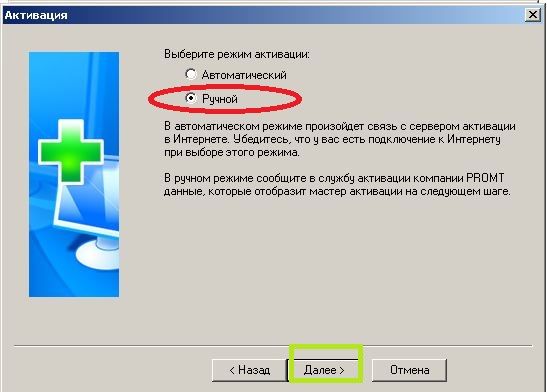 Активация
Выберите режим активации:
Автоматический
Ручной
В автоматическом режиме произойдет связь с сервером активации
в Интернете. Убедитесь, что у вас есть подключение к Интернету
при выборе этого режима.
В ручном режиме сообщите в службу активации компании PROMT
данные, которые отобразит мастер активации на следующем шаге.
< Назад
Далее >
Отмена